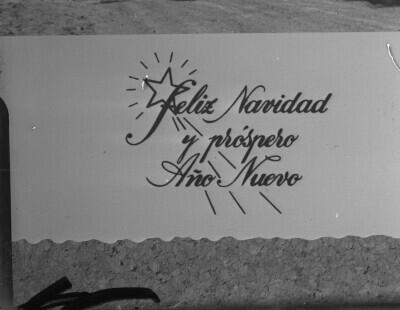 Feliz Navidad
y próspero
Año Nuevo